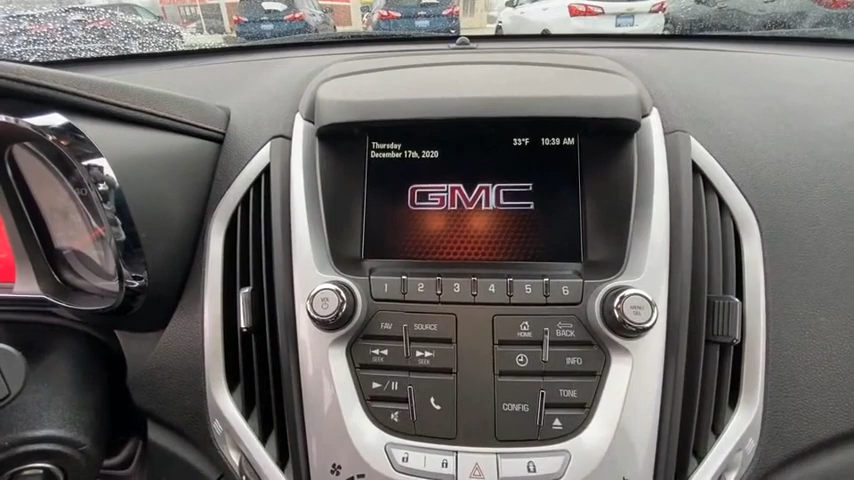 Thursday
December 17th, 2020
33°F 10:39 AM
GMC
1 2 3 4 5 6
VOL
MENU
SEL
FAV SOURCE
HOME BACK
SEEK SEEK
INFO
TONE
CONFIG